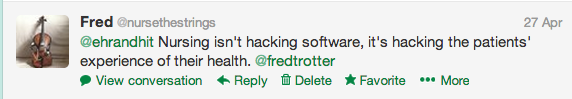 Fred @nursethestrings 27 Apr
@ehrandhit Nursing isn't hacking software, it's hacking the patients'
experience of their health. @fredtrotter
View conversation Reply Delete Favorite More